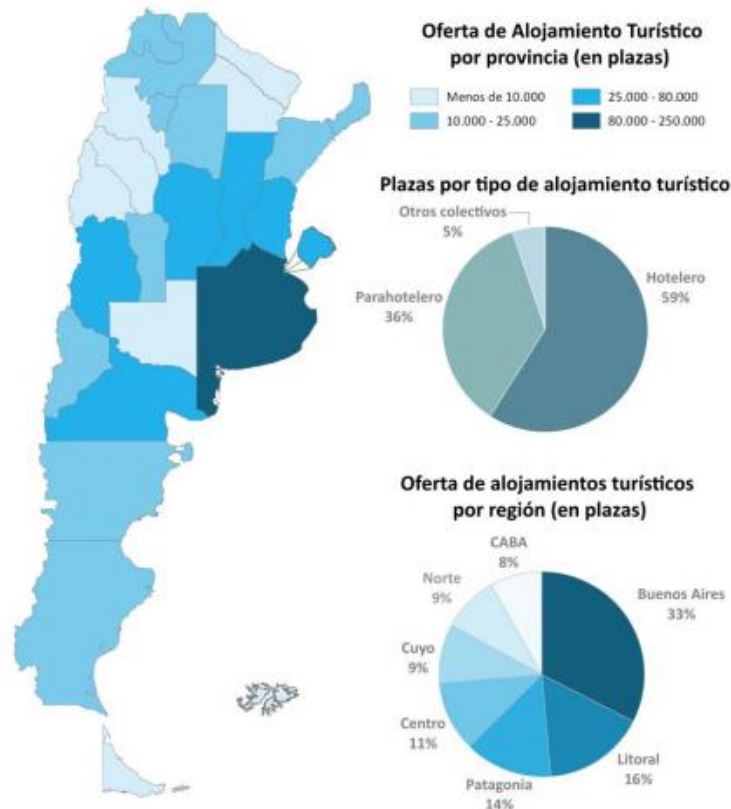 Oferta de Alojamiento Turístico
por provincia (en plazas)
Menos de 10.000
25.000 - 80.000
10.000 - 25.000
80.000 - 250.000
Plazas por tipo de alojamiento turístico
Otros colectivos
5%
Hotelero
59%
Parahotelero
36%
Oferta de alojamientos turísticos
por región (en plazas)
CABA
8%
Norte
9%
Buenos Aires
33%
Cuyo
9%
Centro
11%
Litoral
16%
Patagonia
14%